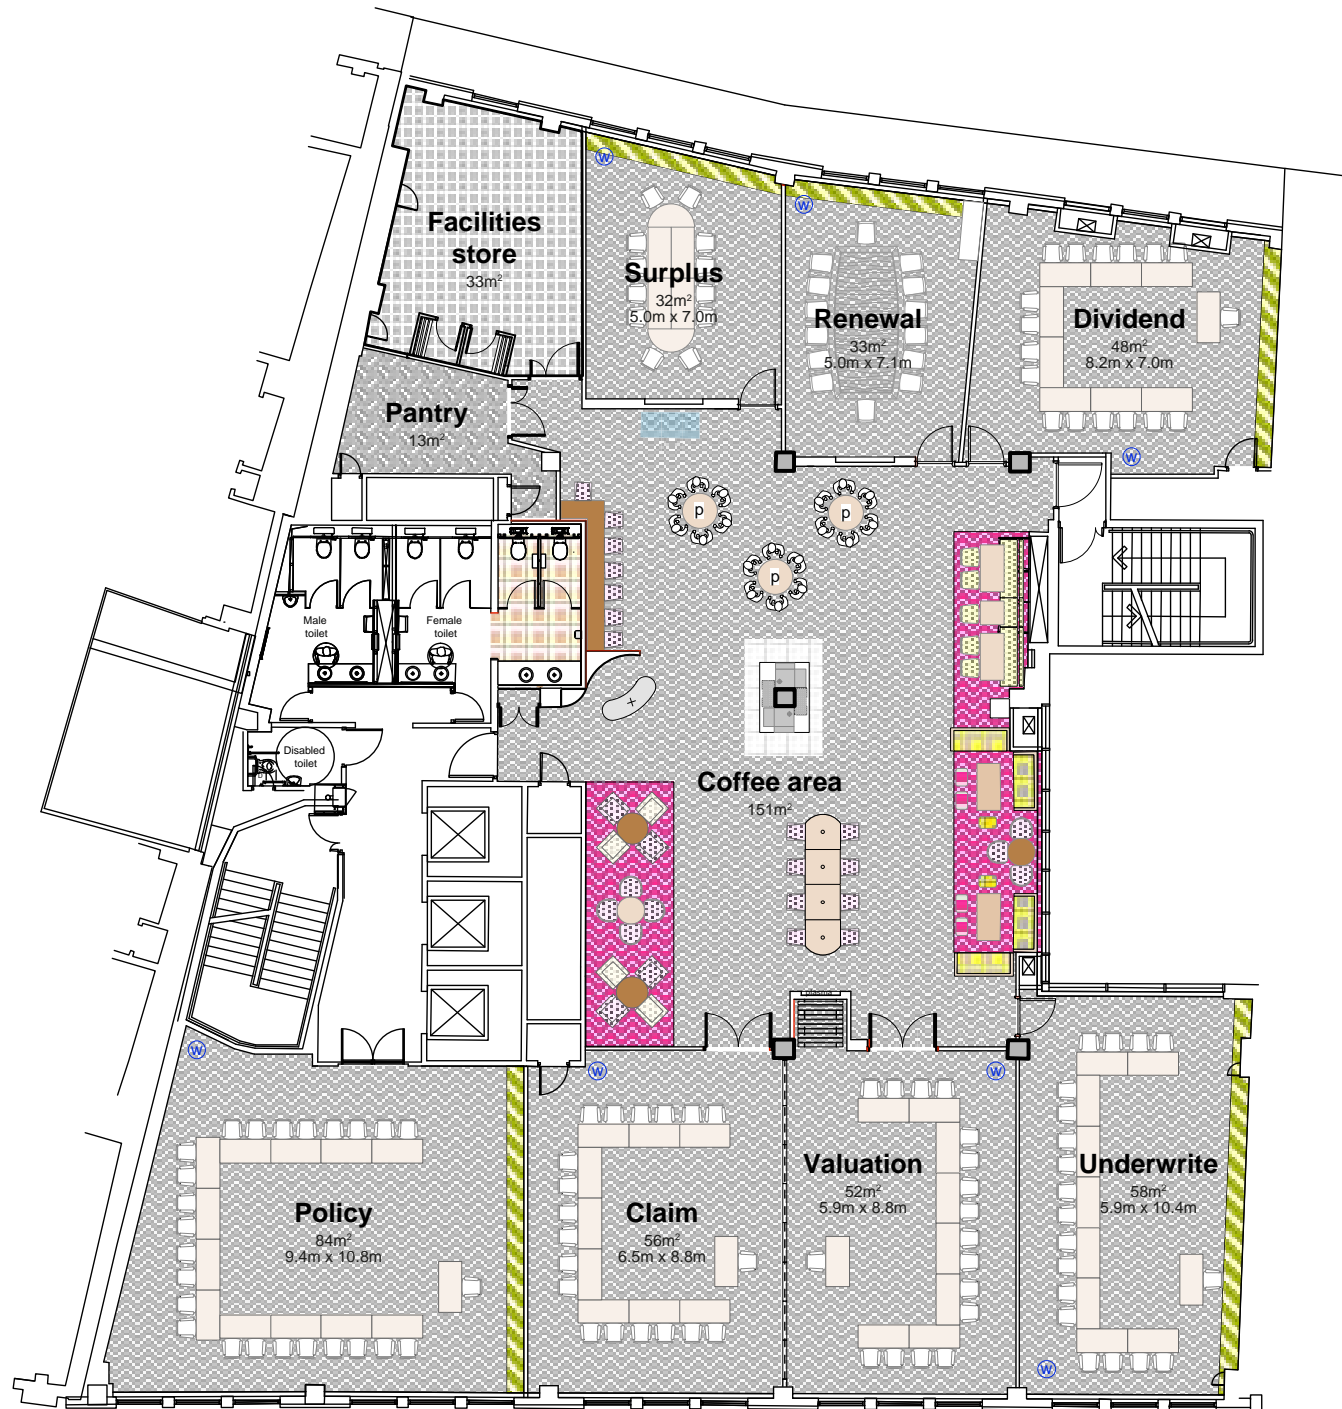 Facilities
store
33m²
Surplus
32m²
5.0m x 7.0m
Renewal
33m²
5.0m x 7.1m
Dividend
48m²
8.2m x 7.0m
Pantry
13m²
W
W
W
p
p
p
Male
toilet
Female
toilet
Disabled
toilet
Coffee area
151m²
W
W
W
Policy
84m²
9.4m x 10.8m
Claim
56m²
6.5m x 8.8m
Valuation
52m²
5.9m x 8.8m
Underwrite
58m²
5.9m x 10.4m
W